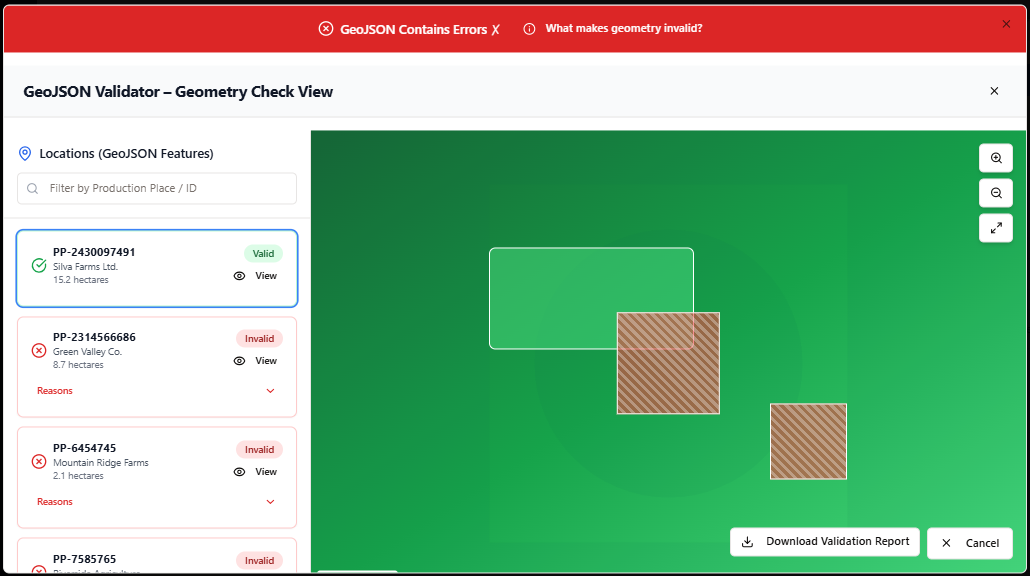 GeoJSON Contains Errors ✗
What makes geometry invalid?
GeoJSON Validator – Geometry Check View
Locations (GeoJSON Features)
Filter by Production Place / ID
PP-2430097491
Valid
Silva Farms Ltd.
15.2 hectares
View
PP-2314566686
Invalid
Green Valley Co.
8.7 hectares
View
Reasons
PP-6454745
Invalid
Mountain Ridge Farms
2.1 hectares
View
Reasons
PP-7585765
Invalid
Download Validation Report
Cancel